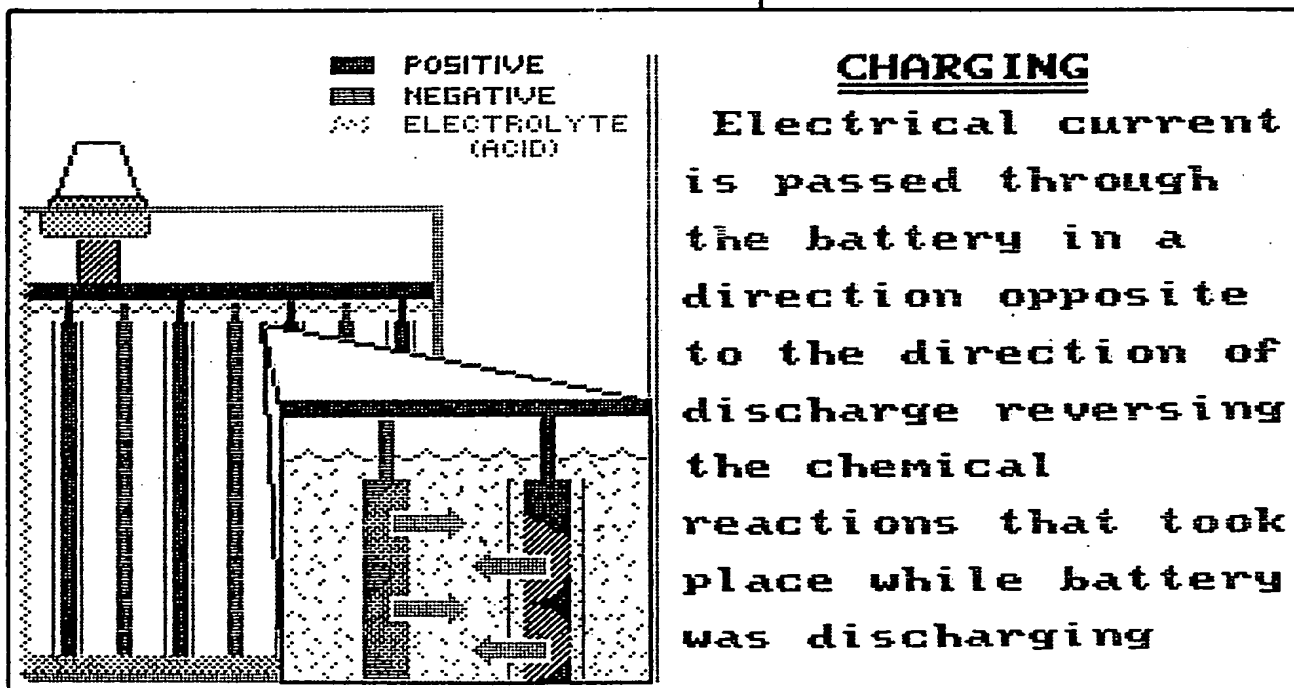 POSITIVE
NEGATIVE
ELECTROLYTE
(ACID)
CHARGING
Electrical current
is passed through
the battery in a
direction opposite
to the direction of
discharge reversing
the chemical
reactions that took
place while battery
was discharging